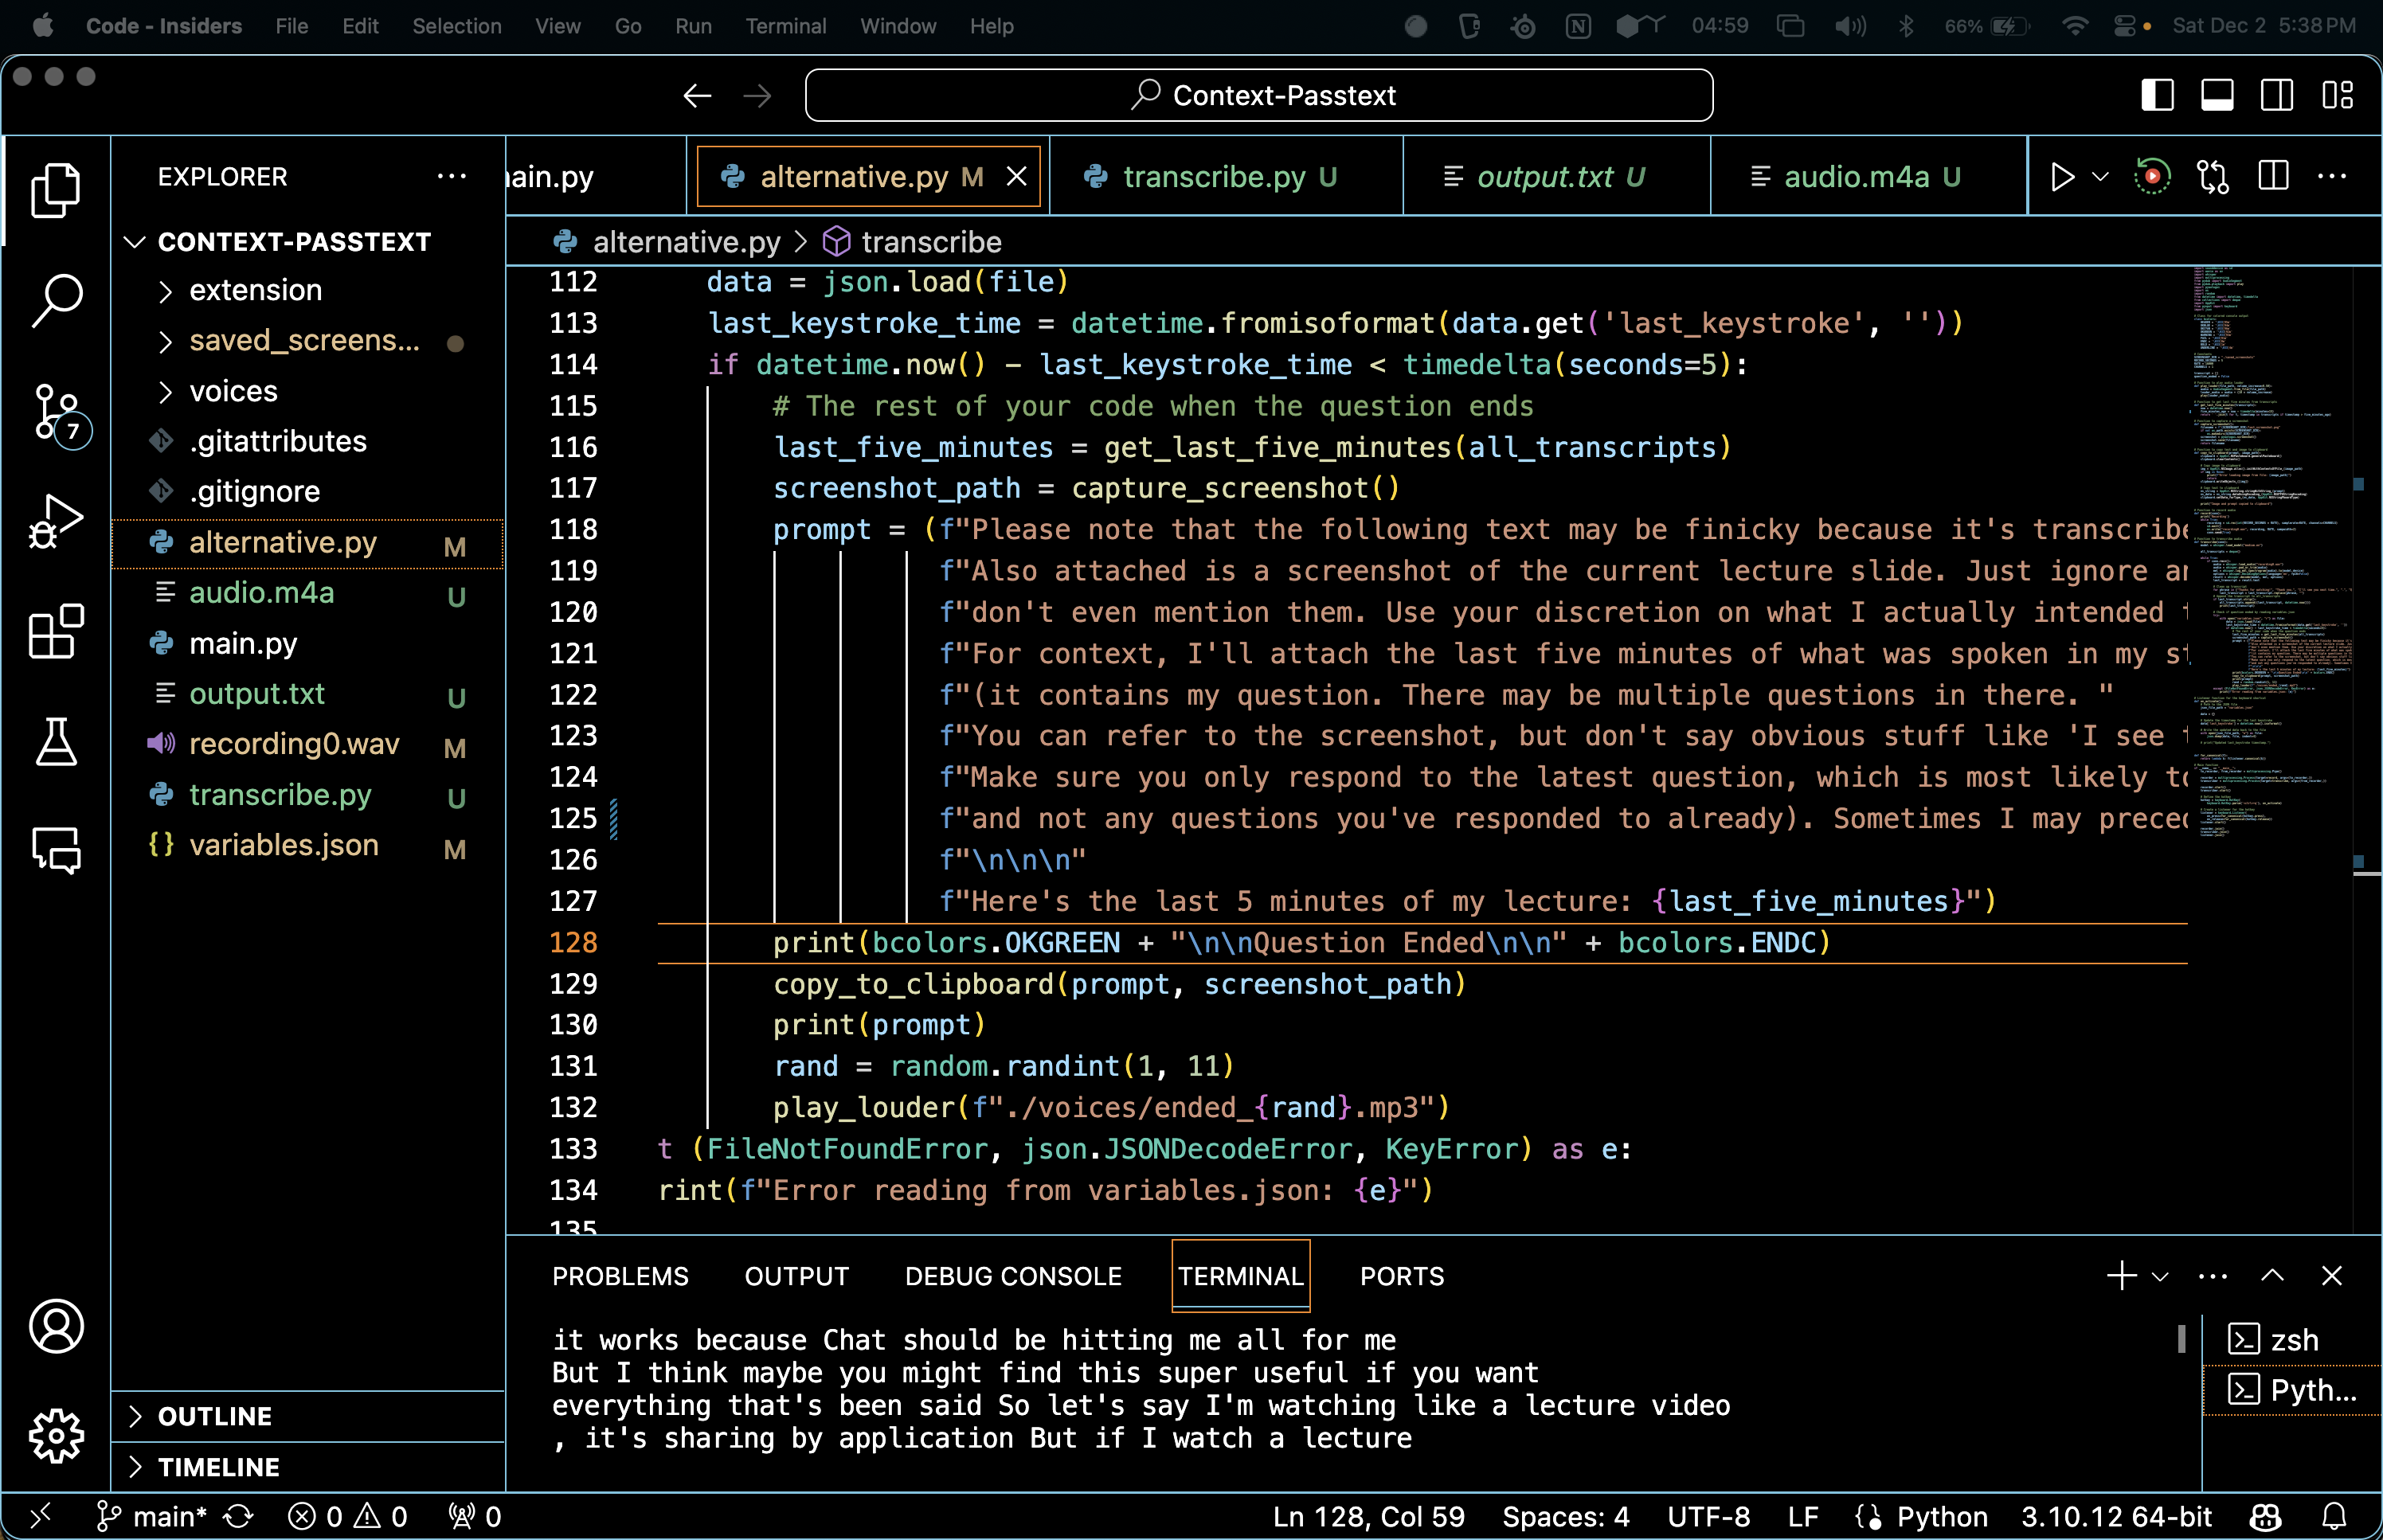 Code - Insiders File Edit Selection View Go Run Terminal Window Help 04:59 66% Sat Dec 2 5:38 PM
Context-Passtext
EXPLORER
ain.py alternative.py M transcribe.py U output.txt U audio.m4a U
CONTEXT-PASSTEXT
extension
saved_screens...
voices
7
.gitattributes
.gitignore
alternative.py M
audio.m4a U
main.py
output.txt U
recording0.wav M
transcribe.py U
variables.json M
OUTLINE
TIMELINE
alternative.py > transcribe
112 data = json.load(file)
113 last_keystroke_time = datetime.fromisoformat(data.get('last_keystroke', ''))
114 if datetime.now() - last_keystroke_time < timedelta(seconds=5):
115 # The rest of your code when the question ends
116 last_five_minutes = get_last_five_minutes(all_transcripts)
117 screenshot_path = capture_screenshot()
118 prompt = (f"Please note that the following text may be finicky because it's transcribe
119 f"Also attached is a screenshot of the current lecture slide. Just ignore an
120 f"don't even mention them. Use your discretion on what I actually intended t
121 f"For context, I'll attach the last five minutes of what was spoken in my st
122 f"(it contains my question. There may be multiple questions in there. "
123 f"You can refer to the screenshot, but don't say obvious stuff like 'I see t
124 f"Make sure you only respond to the latest question, which is most likely to
125 f"and not any questions you've responded to already). Sometimes I may preced
126 f"\n\n\n"
127 f"Here's the last 5 minutes of my lecture: {last_five_minutes}")
128 print(bcolors.OKGREEN + "\n\nQuestion Ended\n\n" + bcolors.ENDC)
129 copy_to_clipboard(prompt, screenshot_path)
130 print(prompt)
131 rand = random.randint(1, 11)
132 play_louder(f"./voices/ended_{rand}.mp3")
133 t (FileNotFoundError, json.JSONDecodeError, KeyError) as e:
134 rint(f"Error reading from variables.json: {e}")
135
PROBLEMS OUTPUT DEBUG CONSOLE TERMINAL PORTS
it works because Chat should be hitting me all for me
But I think maybe you might find this super useful if you want
everything that's been said So let's say I'm watching like a lecture video
, it's sharing by application But if I watch a lecture
zsh
Pyth...
main* 0 0 0 Ln 128, Col 59 Spaces: 4 UTF-8 LF Python 3.10.12 64-bit